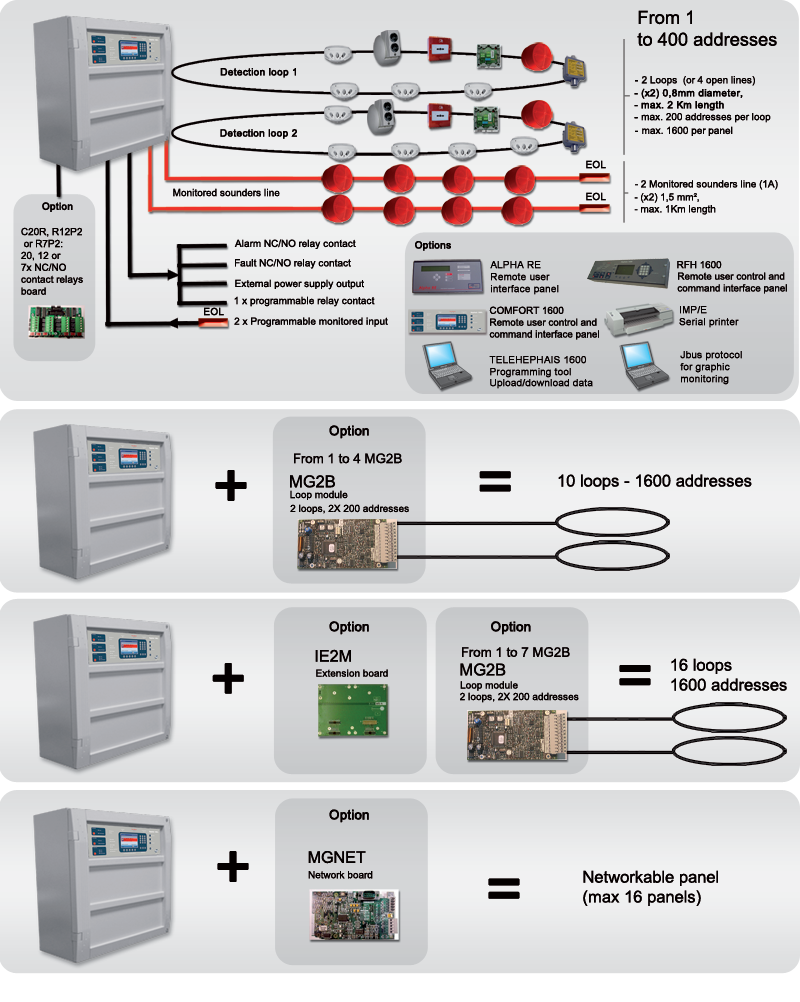 From 1
to 400 addresses
Detection loop 1
- 2 Loops (or 4 open lines)
- (x2) 0,8mm diameter,
- max. 2 Km length
- max. 200 addresses per loop
- max. 1600 per panel
Detection loop 2
EOL
Monitored sounders line
EOL
- 2 Monitored sounders line (1A)
- (x2) 1,5 mm²,
- max. 1Km length
Option
C20R, R12P2
or R7P2:
20, 12 or
7x NC/NO
contact relays
board
Alarm NC/NO relay contact
Fault NC/NO relay contact
External power supply output
1 x programmable relay contact
EOL
2 x Programmable monitored input
Options
ALPHA RE
Remote user
interface panel
RFH 1600
Remote user control and
command interface panel
COMFORT 1600
Remote user control and
command interface panel
IMP/E
Serial printer
TELEHEPHAIS 1600
Programming tool
Upload/download data
Jbus protocol
for graphic
monitoring
Option
From 1 to 4 MG2B
MG2B
Loop module
2 loops, 2X 200 addresses
+
=
10 loops - 1600 addresses
Option
IE2M
Extension board
Option
From 1 to 7 MG2B
MG2B
Loop module
2 loops, 2X 200 addresses
+
=
16 loops
1600 addresses
Option
MGNET
Network board
+
=
Networkable panel
(max 16 panels)